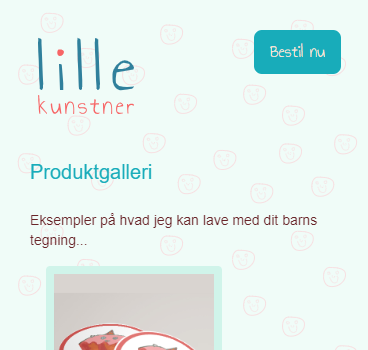 lille
kunstner
Bestil nu
Produktgalleri
Eksempler på hvad jeg kan lave med dit barns
tegning...